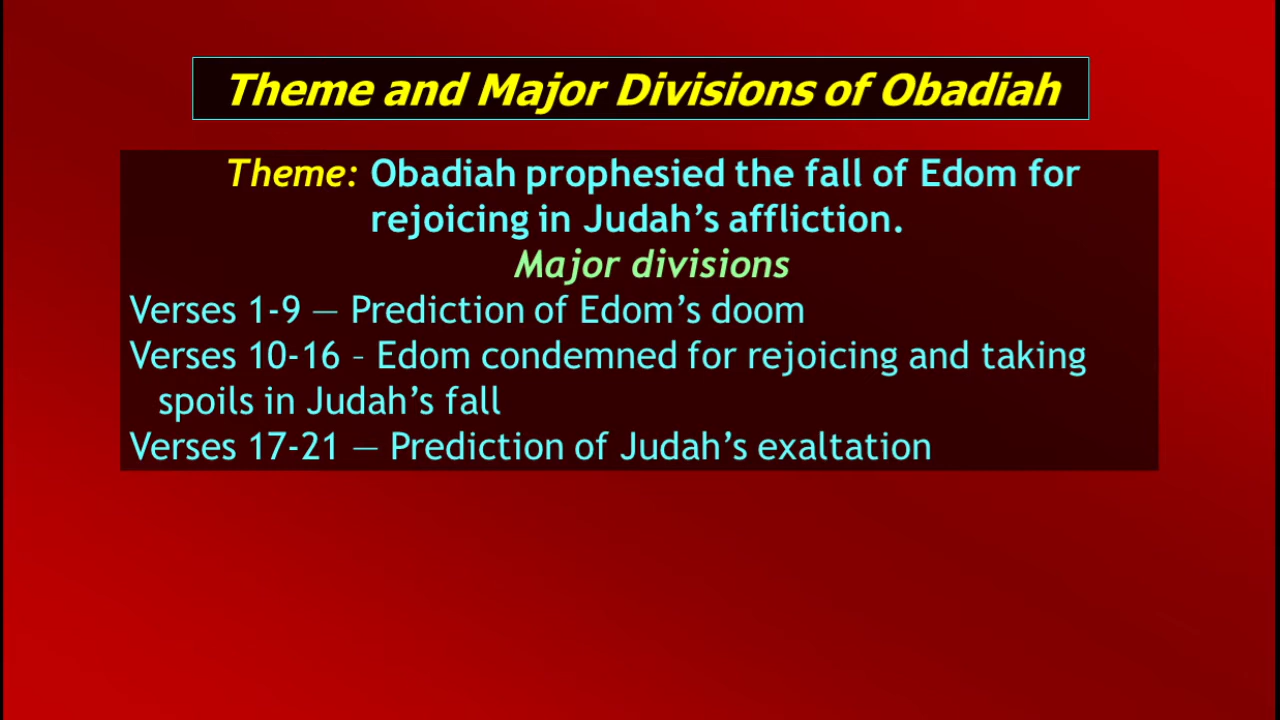 Theme and Major Divisions of Obadiah
Theme: Obadiah prophesied the fall of Edom for
rejoicing in Judah’s affliction.
Major divisions
Verses 1-9 — Prediction of Edom’s doom
Verses 10-16 – Edom condemned for rejoicing and taking
spoils in Judah’s fall
Verses 17-21 — Prediction of Judah’s exaltation